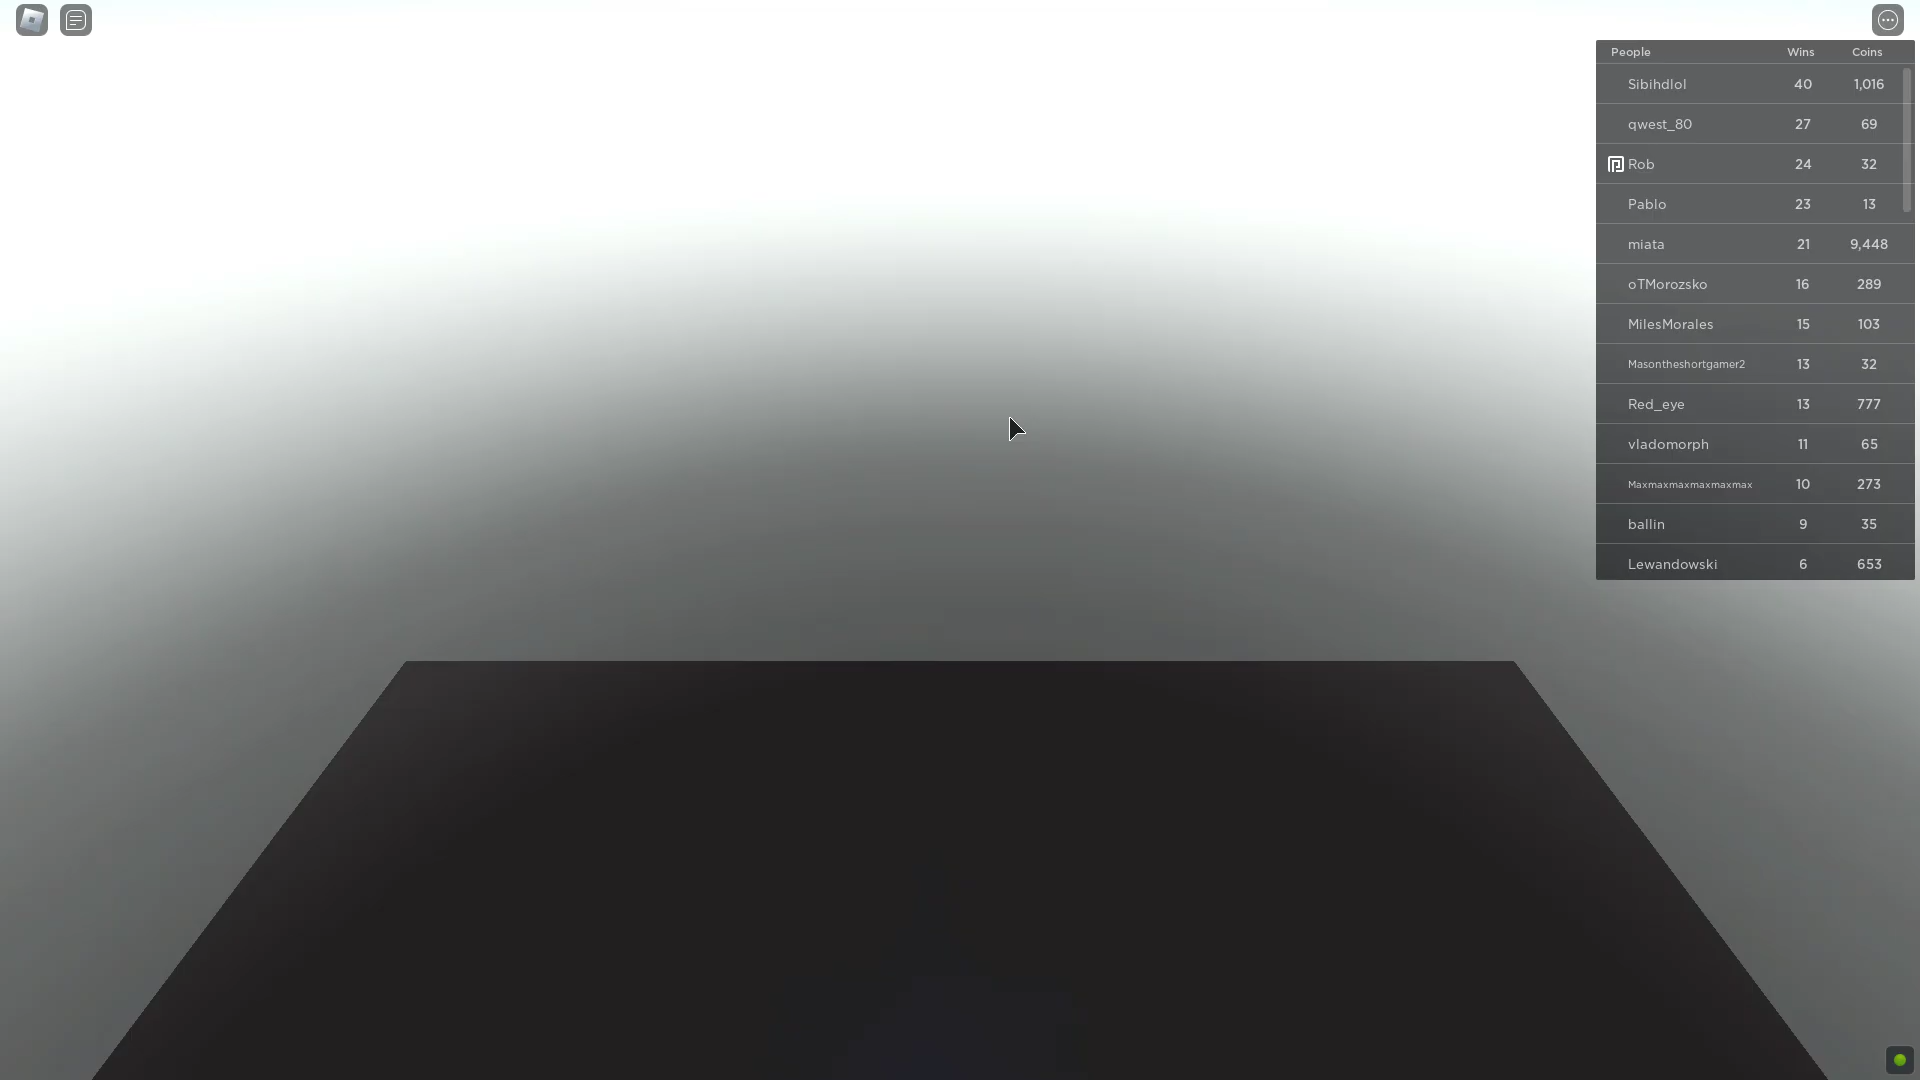 People Wins Coins
Sibihdlol 40 1,016
qwest_80 27 69
Rob 24 32
Pablo 23 13
miata 21 9,448
oTMorozsko 16 289
MilesMorales 15 103
Masontheshortgamer2 13 32
Red_eye 13 777
vladomorph 11 65
Maxmaxmaxmaxmaxmax 10 273
ballin 9 35
Lewandowski 6 653